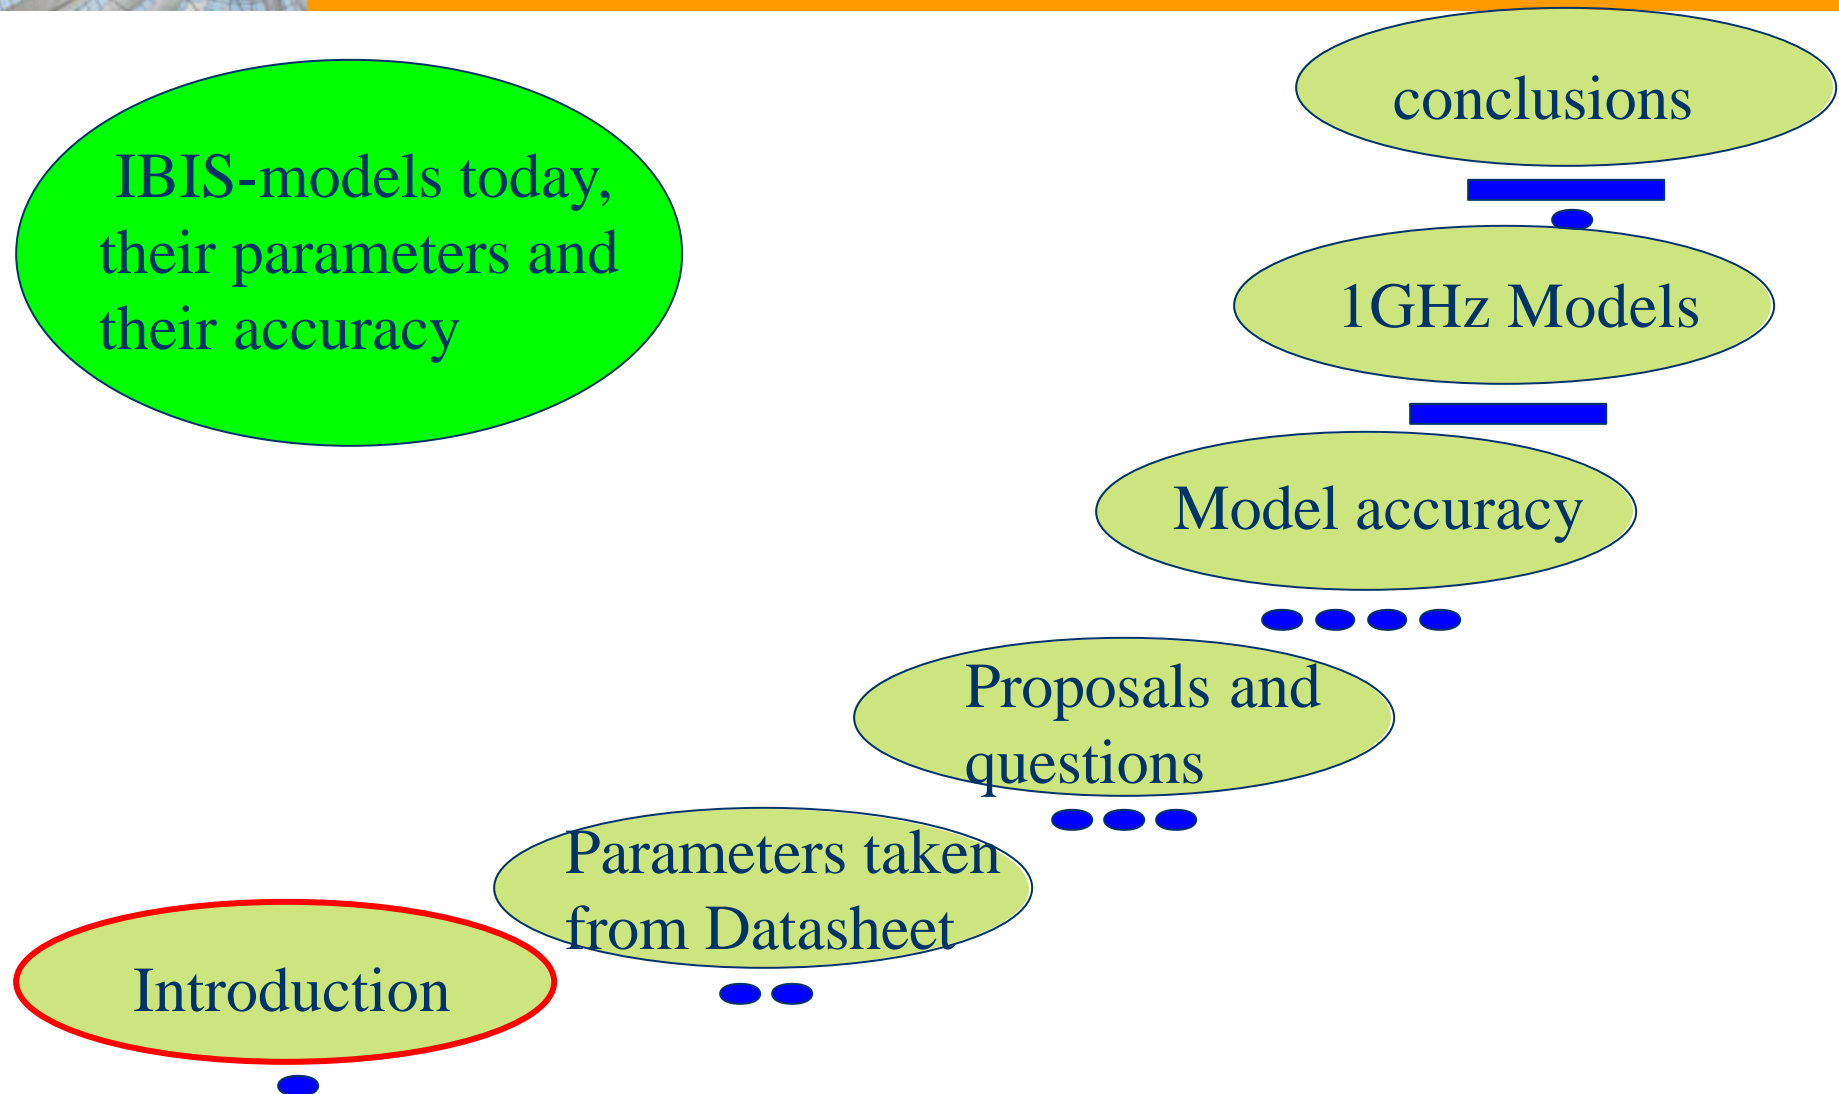 IBIS-models today,
their parameters and
their accuracy
conclusions
1GHz Models
Model accuracy
Proposals and
questions
Parameters taken
from Datasheet
Introduction